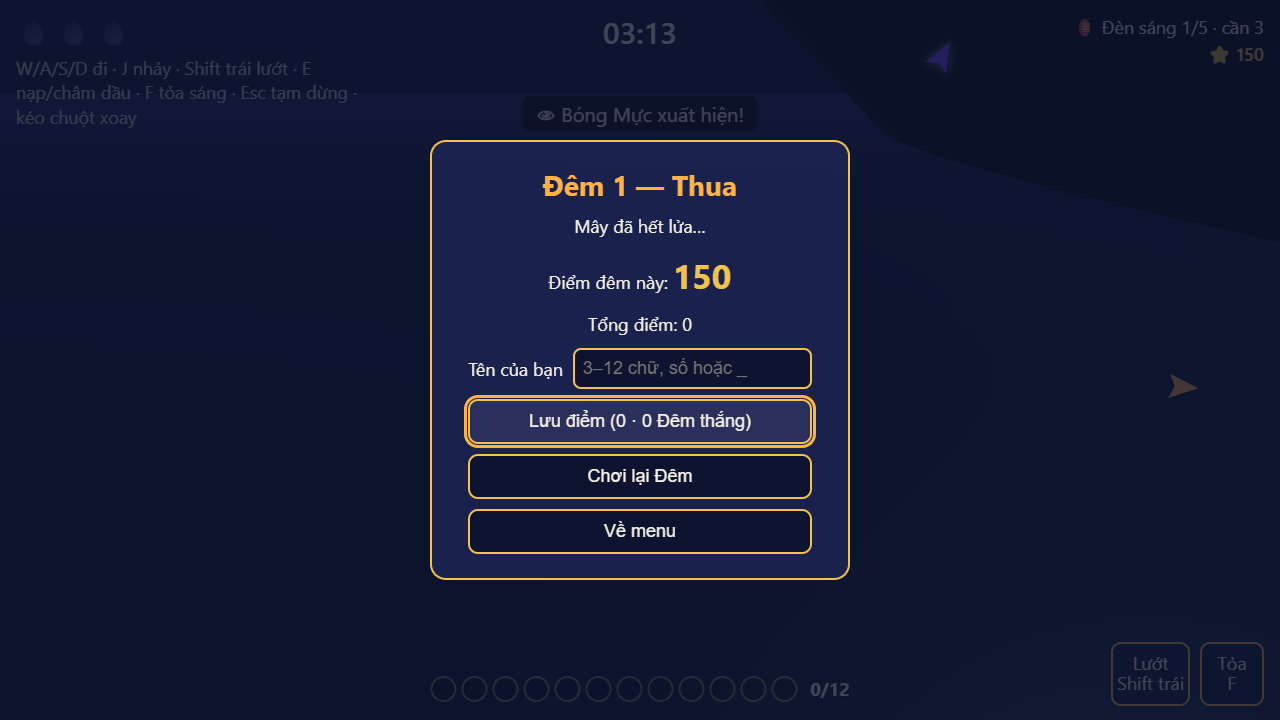 03:13
Đèn sáng 1/5 · cần 3
150
W/A/S/D đi · J nhảy · Shift trái lướt · E
nạp/châm dầu · F tỏa sáng · Esc tạm dừng ·
kéo chuột xoay
Bóng Mực xuất hiện!
Đêm 1 — Thua
Mây đã hết lửa...
Điểm đêm này: 150
Tổng điểm: 0
Tên của bạn 3–12 chữ, số hoặc _
Lưu điểm (0 · 0 Đêm thắng)
Chơi lại Đêm
Về menu
0/12
Lướt
Shift trái
Tỏa
F